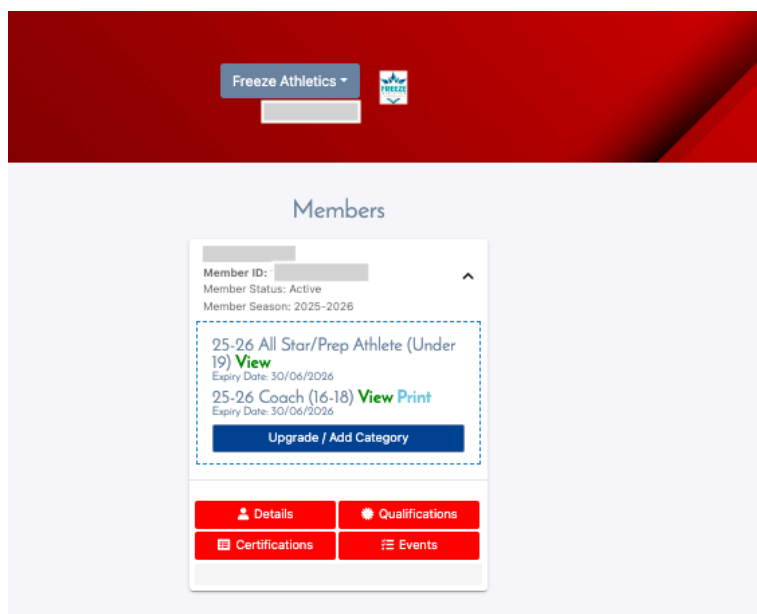 Freeze Athletics
FREEZE
Members
Member ID:
Member Status: Active
Member Season: 2025-2026
25-26 All Star/Prep Athlete (Under
19) View
Expiry Date: 30/06/2026
25-26 Coach (16-18) View Print
Expiry Date: 30/06/2026
Upgrade / Add Category
Details
Qualifications
Certifications
Events